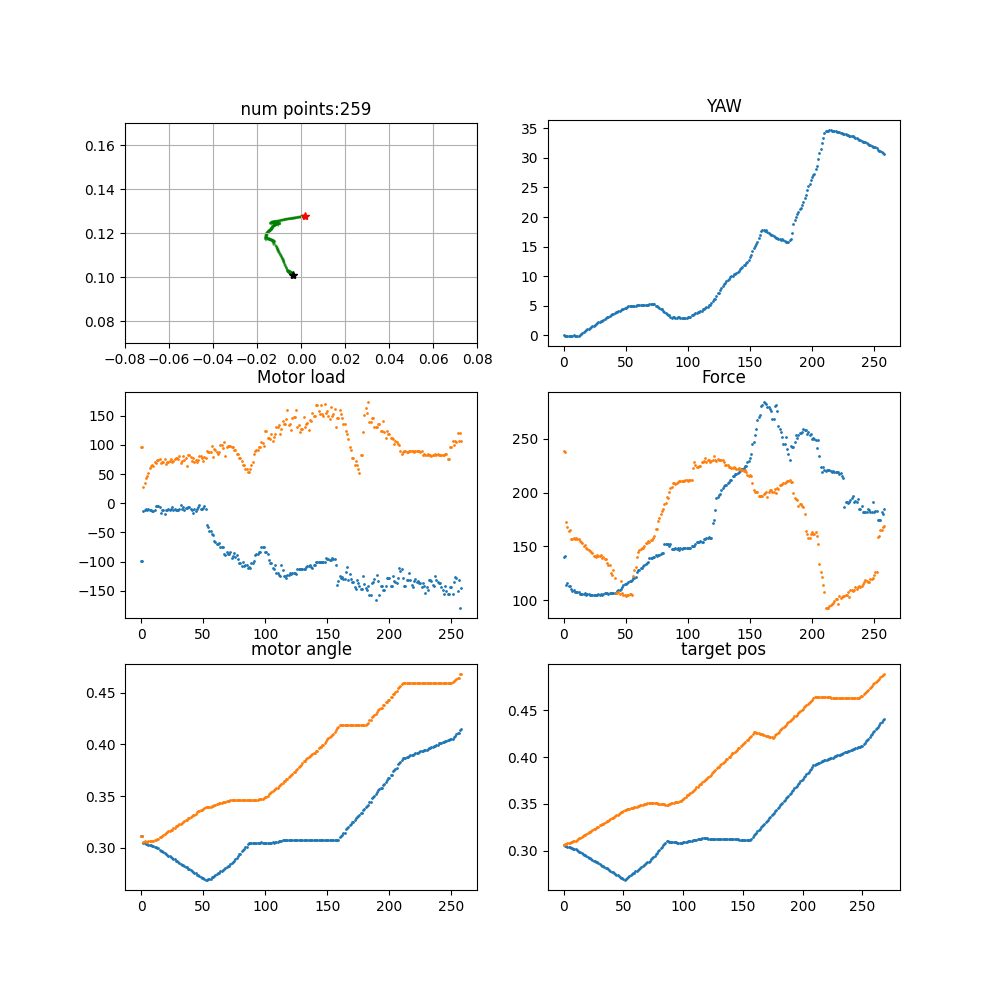 num points:259
0.16
0.14
0.12
0.10
0.08
−0.08 −0.06 −0.04 −0.02 0.00 0.02 0.04 0.06 0.08
YAW
35
30
25
20
15
10
5
0
0 50 100 150 200 250
Motor load
150
100
50
0
−50
−100
−150
0 50 100 150 200 250
Force
250
200
150
100
0 50 100 150 200 250
motor angle
0.45
0.40
0.35
0.30
0 50 100 150 200 250
target pos
0.45
0.40
0.35
0.30
0 50 100 150 200 250